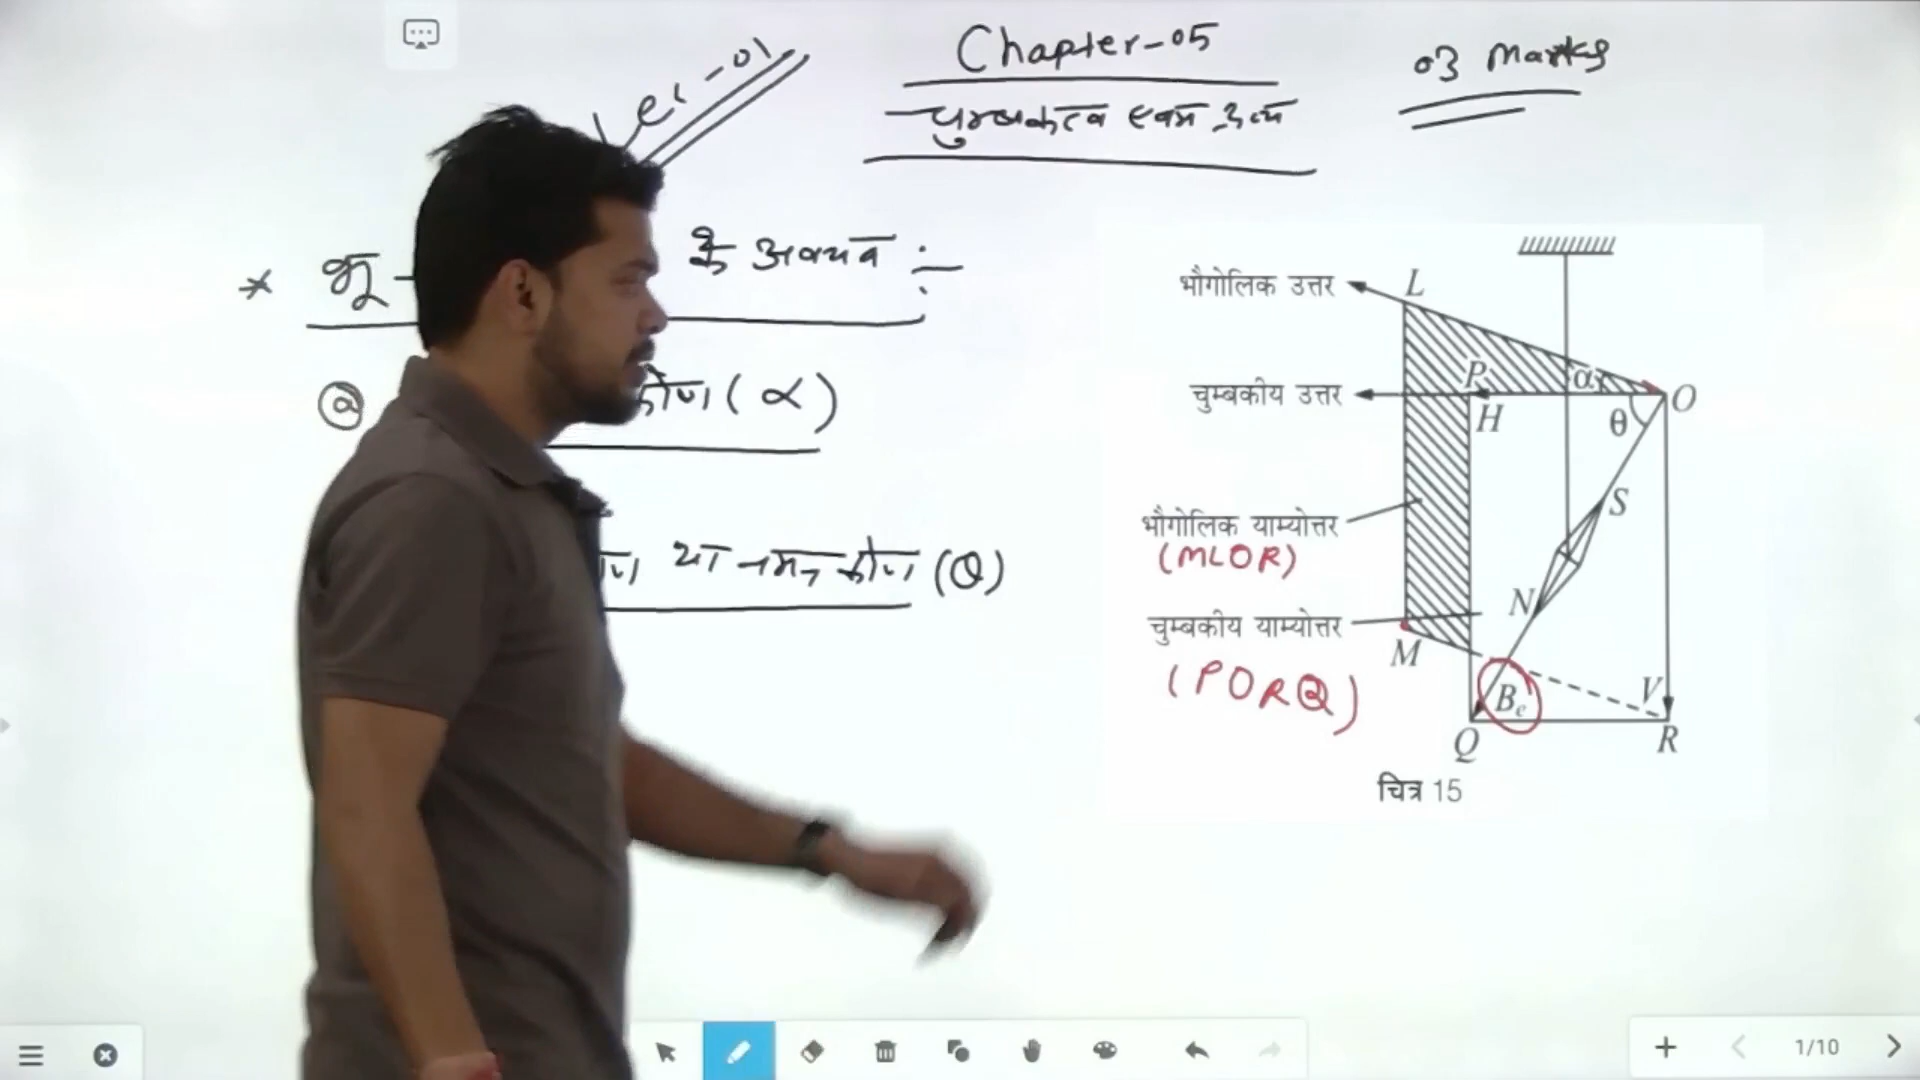 Chapter-05
03 Marks
चुम्बकत्व एवम द्रव्य
* भू- के अवयव :-
(a) कोण (α)
या नमन कोण (θ)
भौगोलिक उत्तर
L
P
α
O
चुम्बकीय उत्तर
H
θ
S
भौगोलिक याम्योत्तर
(MLOR)
N
चुम्बकीय याम्योत्तर
M
(PORQ)
Be
V
Q
R
चित्र 15
1/10